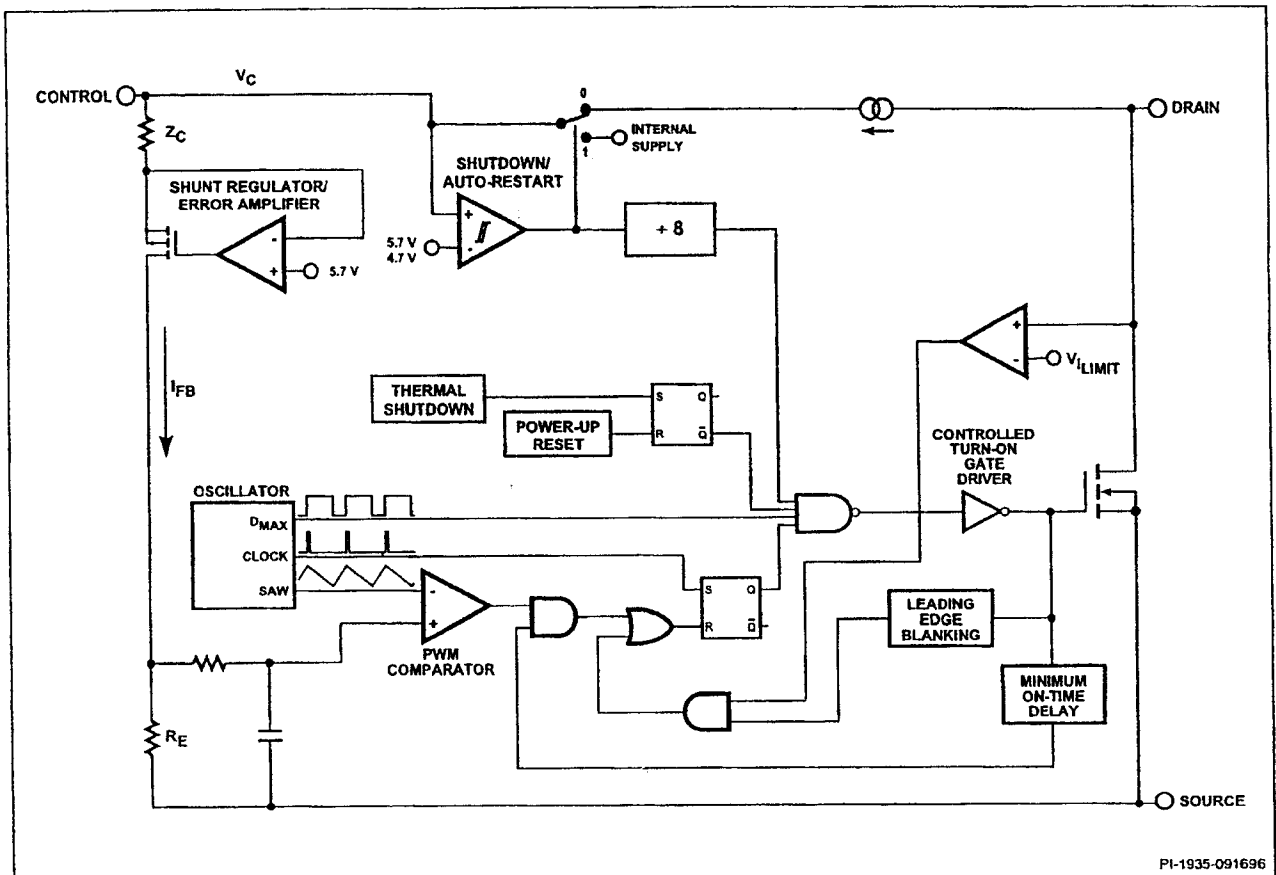 V_C
0
CONTROL
DRAIN
Z_C
INTERNAL
SUPPLY
1
SHUTDOWN/
AUTO-RESTART
SHUNT REGULATOR/
ERROR AMPLIFIER
+
-
5.7 V
4.7 V
÷ 8
-
+
5.7 V
+
-
V_I LIMIT
I_FB
THERMAL
SHUTDOWN
S
Q
R
Q̅
POWER-UP
RESET
CONTROLLED
TURN-ON
GATE
DRIVER
OSCILLATOR
D_MAX
CLOCK
SAW
-
+
PWM
COMPARATOR
S
Q
R
Q̅
LEADING
EDGE
BLANKING
MINIMUM
ON-TIME
DELAY
R_E
SOURCE
PI-1935-091696